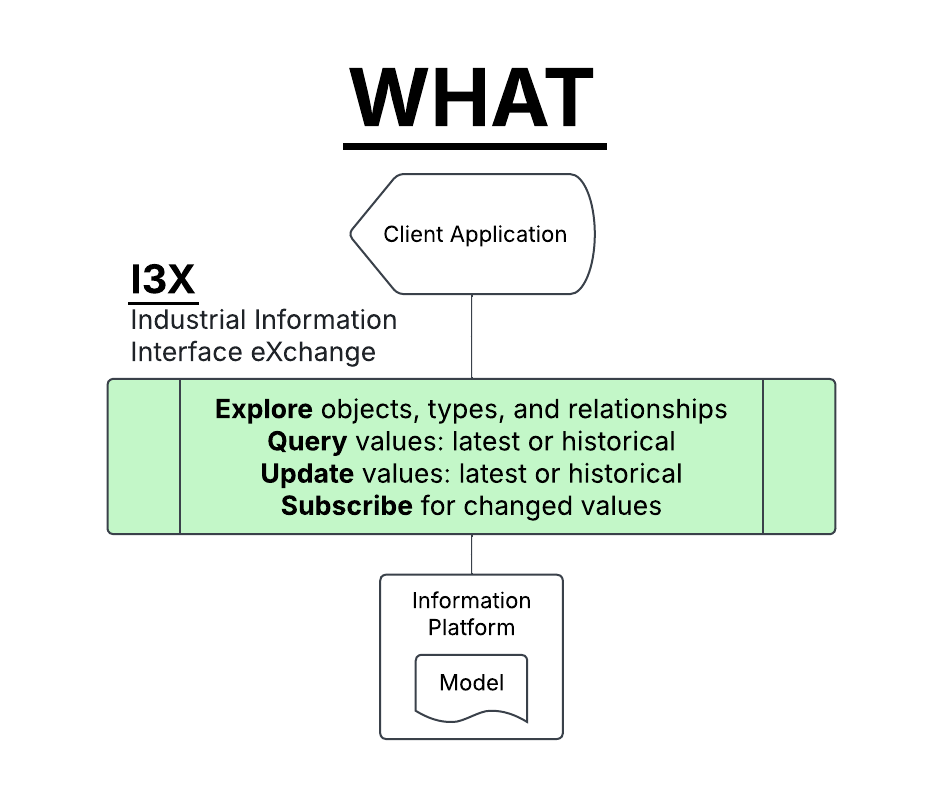 WHAT
Client Application
I3X
Industrial Information
Interface eXchange
Explore objects, types, and relationships
Query values: latest or historical
Update values: latest or historical
Subscribe for changed values
Information
Platform
Model